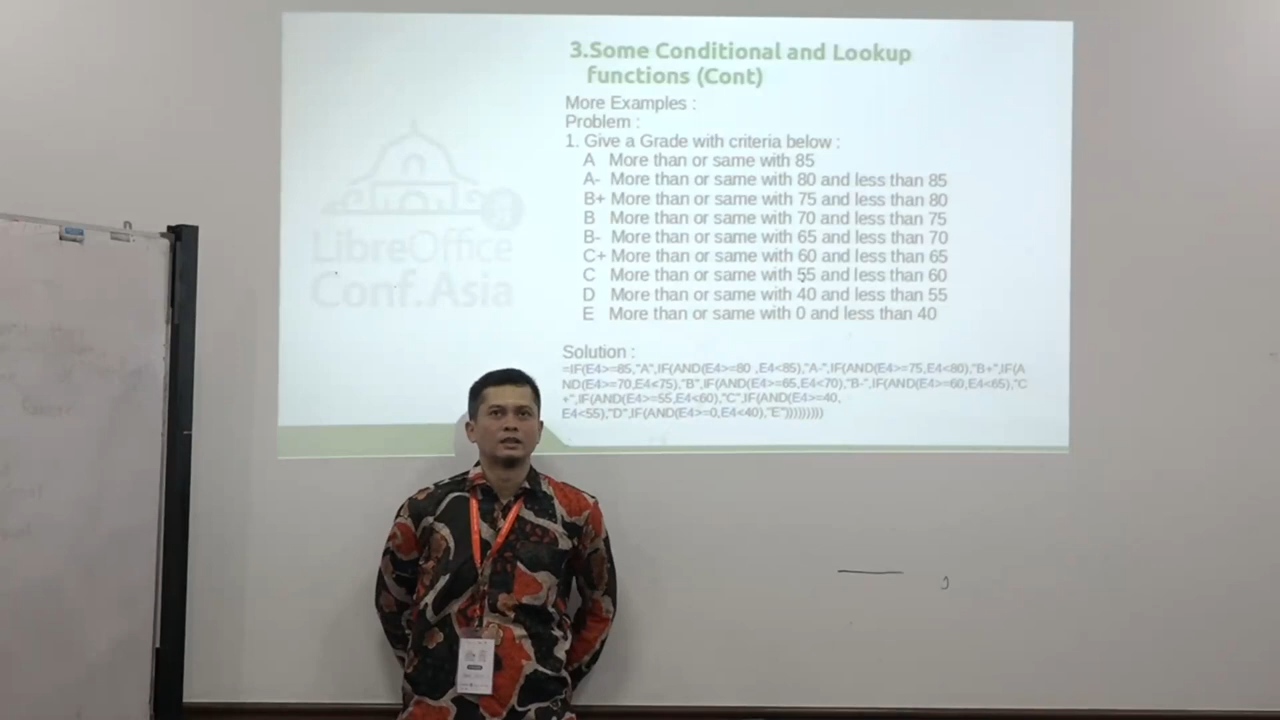 3.Some Conditional and Lookup
functions (Cont)
More Examples :
Problem :
1. Give a Grade with criteria below :
A More than or same with 85
A- More than or same with 80 and less than 85
B+ More than or same with 75 and less than 80
B More than or same with 70 and less than 75
B- More than or same with 65 and less than 70
C+ More than or same with 60 and less than 65
C More than or same with 55 and less than 60
D More than or same with 40 and less than 55
E More than or same with 0 and less than 40
LibreOffice
Conf.Asia
Solution :
=IF(E4>=85,"A",IF(AND(E4>=80 ,E4<85),"A-",IF(AND(E4>=75,E4<80),"B+",IF(A
ND(E4>=70,E4<75),"B",IF(AND(E4>=65,E4<70),"B-",IF(AND(E4>=60,E4<65),"C
+",IF(AND(E4>=55,E4<60),"C",IF(AND(E4>=40,
E4<55),"D",IF(AND(E4>=0,E4<40),"E")))))))))